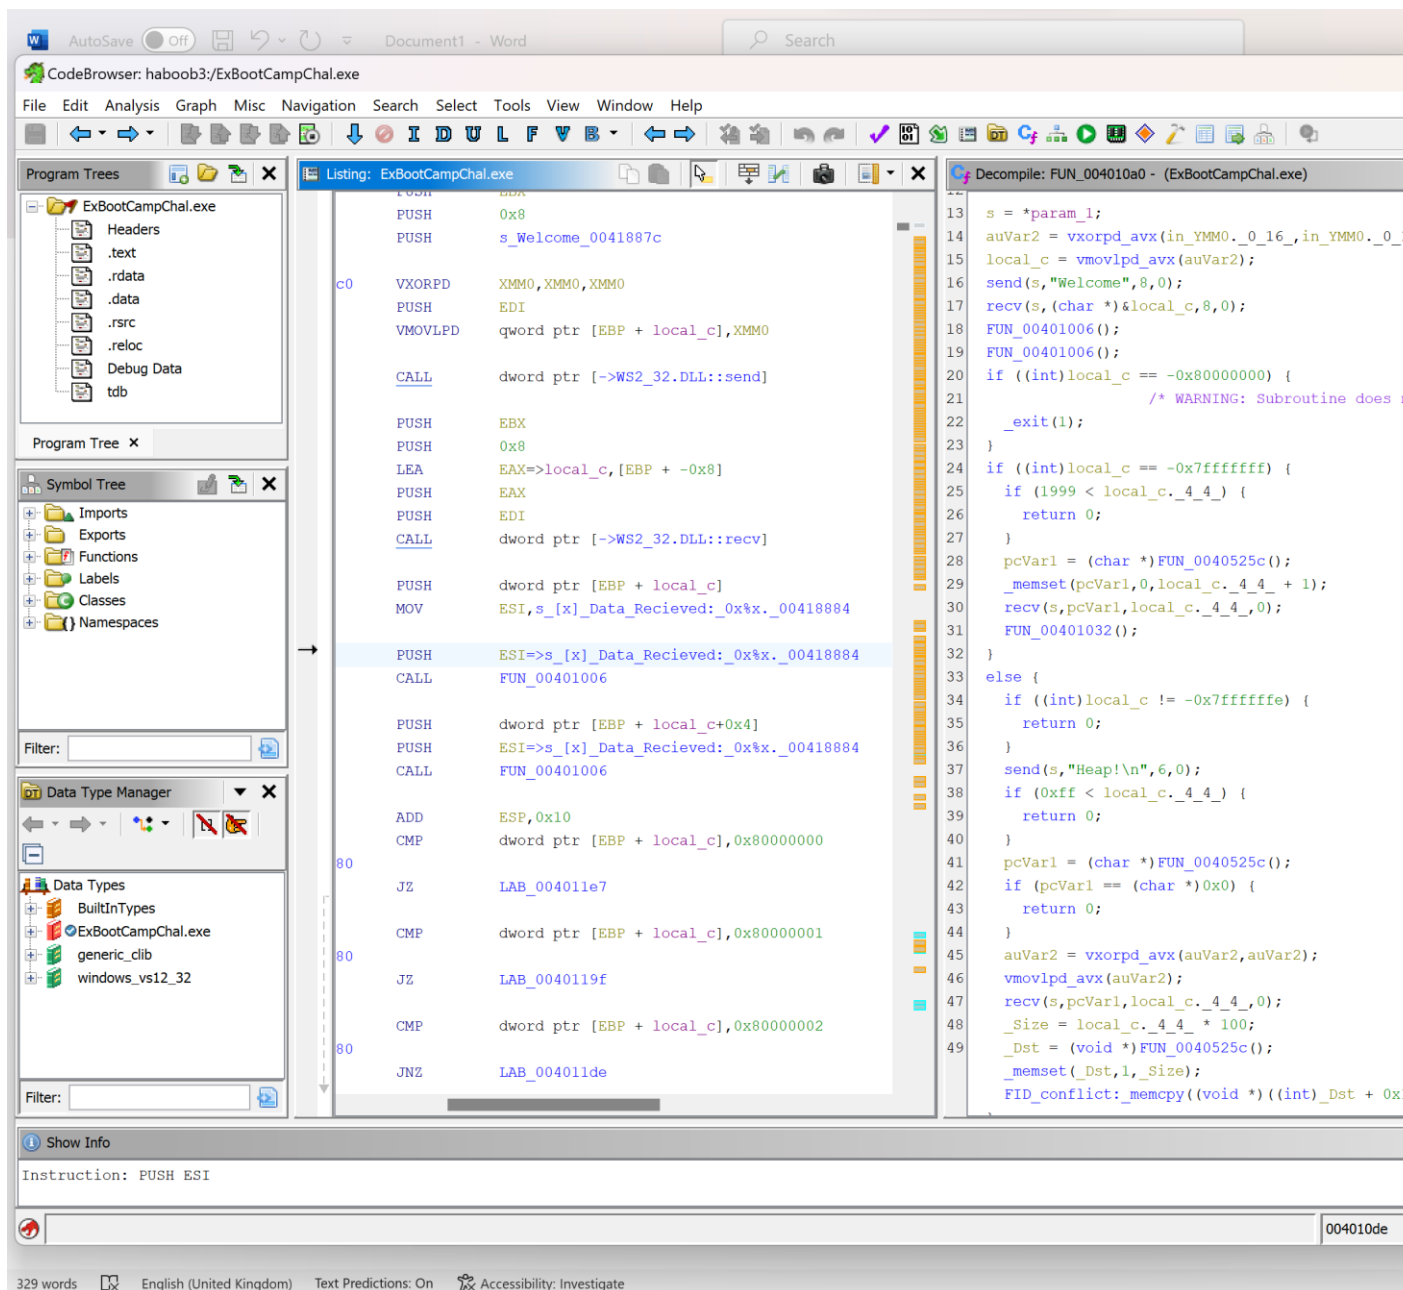 AutoSave Off Document1 - Word Search
CodeBrowser: haboob3:/ExBootCampChal.exe
File Edit Analysis Graph Misc Navigation Search Select Tools View Window Help
I D U L F V B
Program Trees
ExBootCampChal.exe
Headers
.text
.rdata
.data
.rsrc
.reloc
Debug Data
tdb
Program Tree
Symbol Tree
Imports
Exports
Functions
Labels
Classes
Namespaces
Filter:
Data Type Manager
Data Types
BuiltInTypes
ExBootCampChal.exe
generic_clib
windows_vs12_32
Filter:
Listing: ExBootCampChal.exe
PUSH EBX
PUSH 0x8
PUSH s_Welcome_0041887c
c0 VXORPD XMM0,XMM0,XMM0
PUSH EDI
VMOVLPD qword ptr [EBP + local_c],XMM0
CALL dword ptr [->WS2_32.DLL::send]
PUSH EBX
PUSH 0x8
LEA EAX=>local_c,[EBP + -0x8]
PUSH EAX
PUSH EDI
CALL dword ptr [->WS2_32.DLL::recv]
PUSH dword ptr [EBP + local_c]
MOV ESI,s_[x]_Data_Recieved:_0x%x._00418884
PUSH ESI=>s_[x]_Data_Recieved:_0x%x._00418884
CALL FUN_00401006
PUSH dword ptr [EBP + local_c+0x4]
PUSH ESI=>s_[x]_Data_Recieved:_0x%x._00418884
CALL FUN_00401006
ADD ESP,0x10
CMP dword ptr [EBP + local_c],0x80000000
80
JZ LAB_004011e7
CMP dword ptr [EBP + local_c],0x80000001
80
JZ LAB_0040119f
CMP dword ptr [EBP + local_c],0x80000002
80
JNZ LAB_004011de
Decompile: FUN_004010a0 - (ExBootCampChal.exe)
12
13 s = *param_1;
14 auVar2 = vxorpd_avx(in_YMM0._0_16_,in_YMM0._0_
15 local_c = vmovlpd_avx(auVar2);
16 send(s,"Welcome",8,0);
17 recv(s,(char *)&local_c,8,0);
18 FUN_00401006();
19 FUN_00401006();
20 if ((int)local_c == -0x80000000) {
21 /* WARNING: Subroutine does
22 _exit(1);
23 }
24 if ((int)local_c == -0x7fffffff) {
25 if (1999 < local_c._4_4_) {
26 return 0;
27 }
28 pcVar1 = (char *)FUN_0040525c();
29 _memset(pcVar1,0,local_c._4_4_ + 1);
30 recv(s,pcVar1,local_c._4_4_,0);
31 FUN_00401032();
32 }
33 else {
34 if ((int)local_c != -0x7ffffffe) {
35 return 0;
36 }
37 send(s,"Heap!\n",6,0);
38 if (0xff < local_c._4_4_) {
39 return 0;
40 }
41 pcVar1 = (char *)FUN_0040525c();
42 if (pcVar1 == (char *)0x0) {
43 return 0;
44 }
45 auVar2 = vxorpd_avx(auVar2,auVar2);
46 vmovlpd_avx(auVar2);
47 recv(s,pcVar1,local_c._4_4_,0);
48 _Size = local_c._4_4_ * 100;
49 _Dst = (void *)FUN_0040525c();
_memset(_Dst,1,_Size);
FID_conflict:_memcpy((void *)((int)_Dst + 0x
Show Info
Instruction: PUSH ESI
004010de
329 words English (United Kingdom) Text Predictions: On Accessibility: Investigate